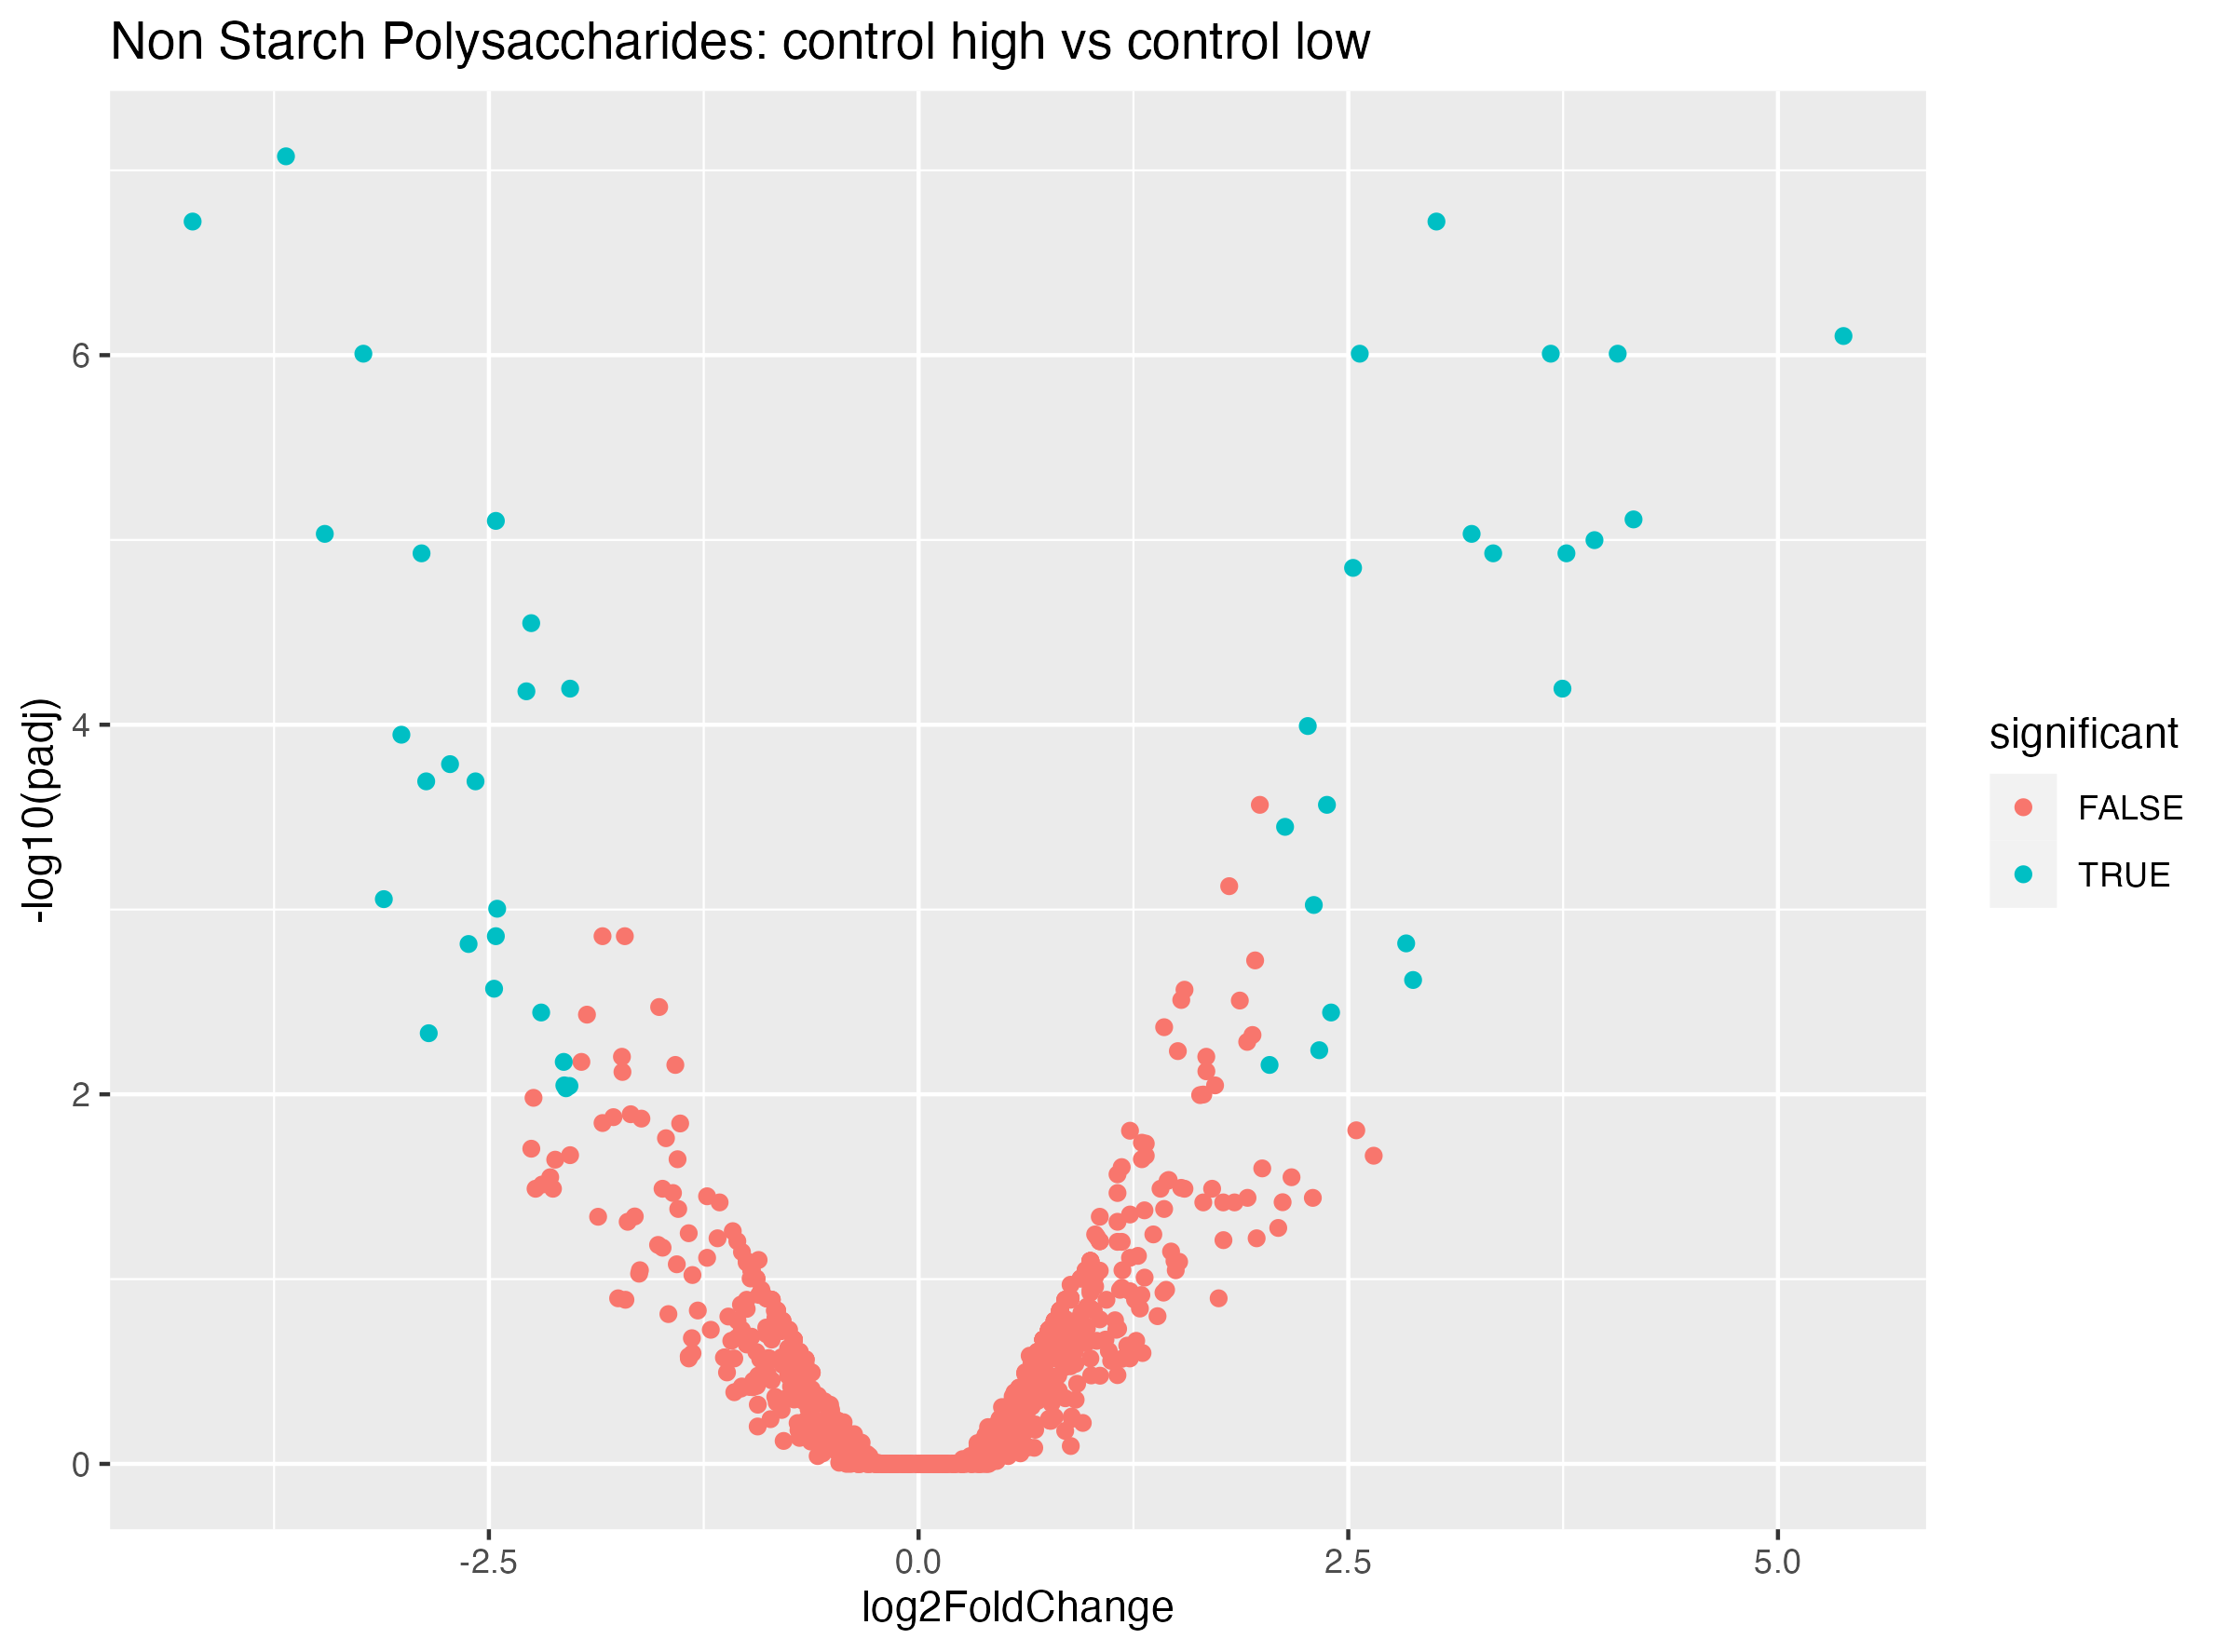 Non Starch Polysaccharides: control high vs control low
-log10(padj)
6
4
2
0
-2.5
0.0
2.5
5.0
log2FoldChange
significant
FALSE
TRUE